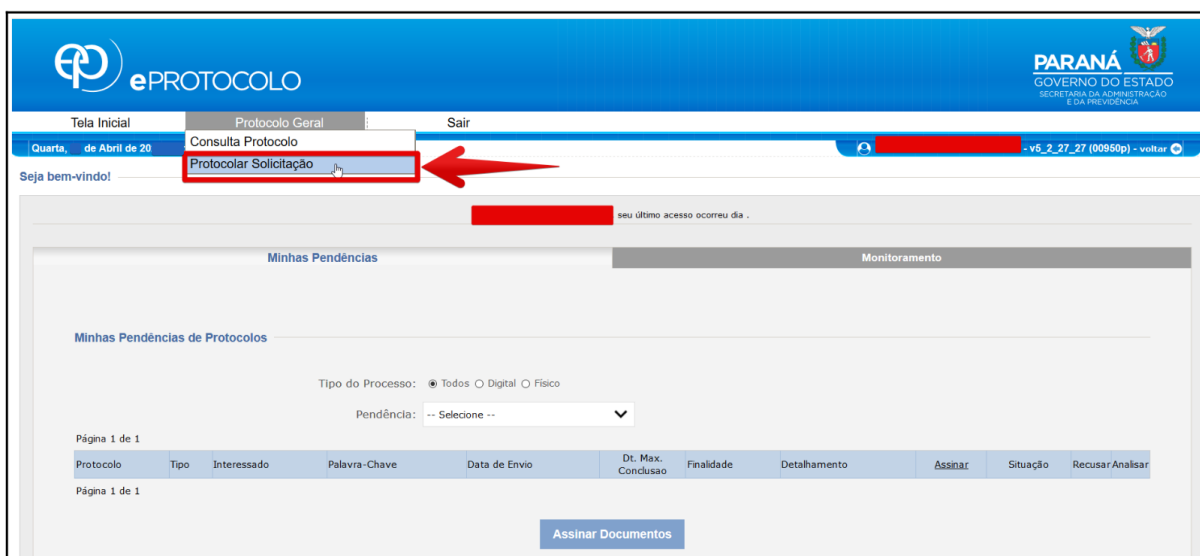 ePROTOCOLO
PARANÁ
GOVERNO DO ESTADO
SECRETARIA DA ADMINISTRAÇÃO
E DA PREVIDÊNCIA
Tela Inicial Protocolo Geral Sair
Consulta Protocolo
Quarta, de Abril de 20 - v5_2_27_27 (00950p) - voltar
Protocolar Solicitação
Seja bem-vindo!
seu último acesso ocorreu dia .
Minhas Pendências Monitoramento
Minhas Pendências de Protocolos
Tipo do Processo: Todos Digital Físico
Pendência: -- Selecione --
Página 1 de 1
Protocolo Tipo Interessado Palavra-Chave Data de Envio Dt. Max. Conclusao Finalidade Detalhamento Assinar Situação Recusar Analisar
Página 1 de 1
Assinar Documentos